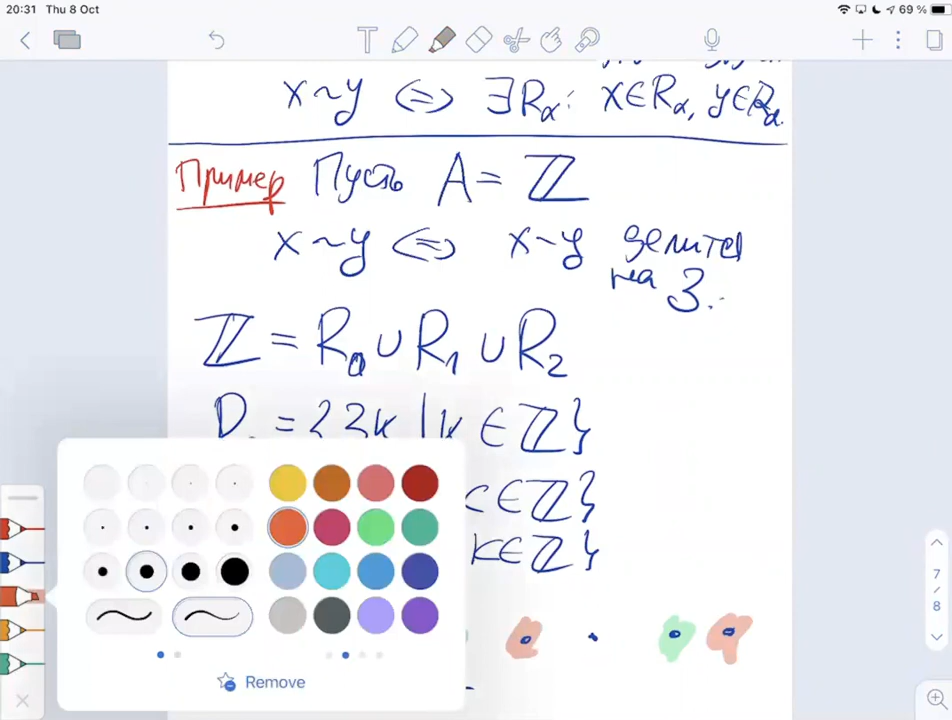 20:31 Thu 8 Oct 69 %
x ~ y ⟺ ∃R_α: x∈R_α, y∈R_α.
Пример Пусть A = ℤ
x ~ y ⟺ x - y делится
на 3.
ℤ = R_0 ∪ R_1 ∪ R_2
= {3k | k ∈ ℤ}
∈ ℤ}
k ∈ ℤ}
7
/
8
Remove